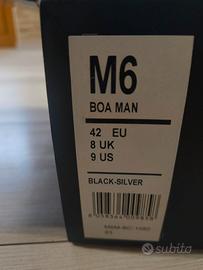 M6
BOA MAN
42 EU
8 UK
9 US
BLACK-SILVER
subito